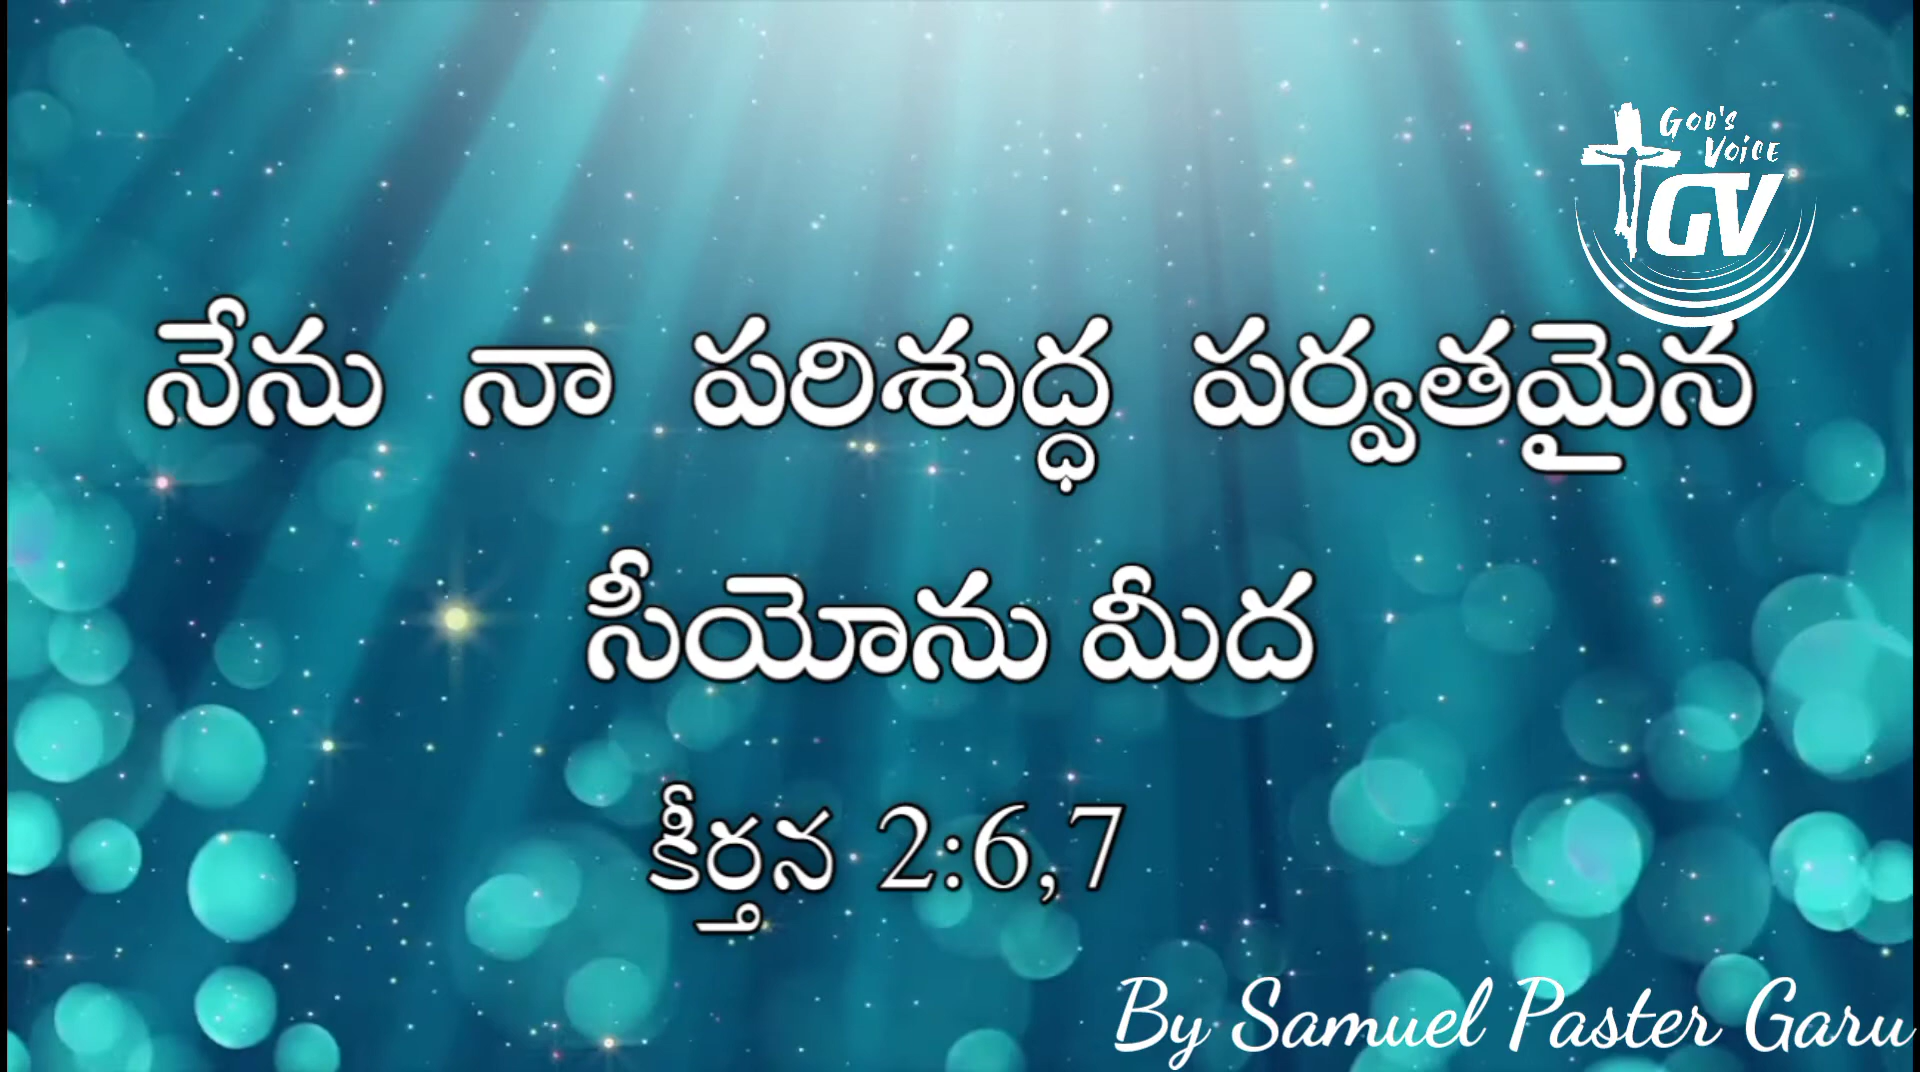 GOD'S
VOICE
GV
నేను నా పరిశుద్ధ పర్వతమైన
సీయోను మీద
కీర్తన 2:6,7
By Samuel Paster Garu